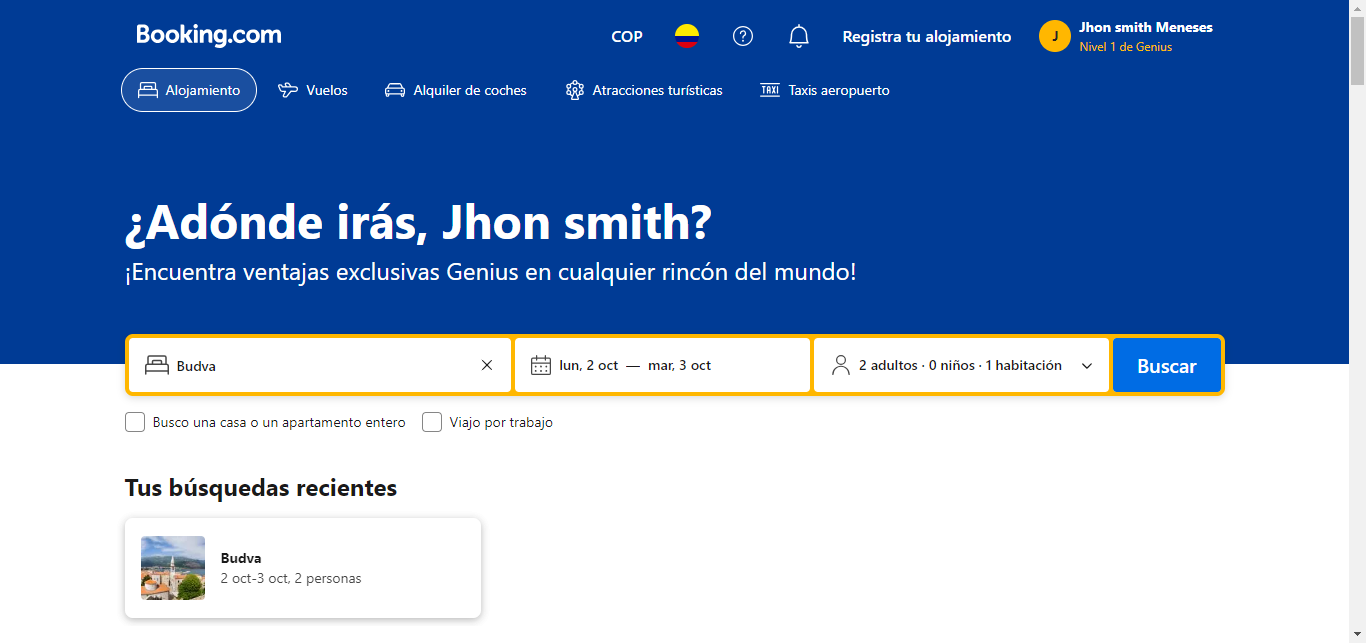 Booking.com
COP
Registra tu alojamiento
J
Jhon smith Meneses
Nivel 1 de Genius
Alojamiento
Vuelos
Alquiler de coches
Atracciones turísticas
TAXI
Taxis aeropuerto
¿Adónde irás, Jhon smith?
¡Encuentra ventajas exclusivas Genius en cualquier rincón del mundo!
Budva
lun, 2 oct — mar, 3 oct
2 adultos · 0 niños · 1 habitación
Buscar
Busco una casa o un apartamento entero
Viajo por trabajo
Tus búsquedas recientes
Budva
2 oct-3 oct, 2 personas